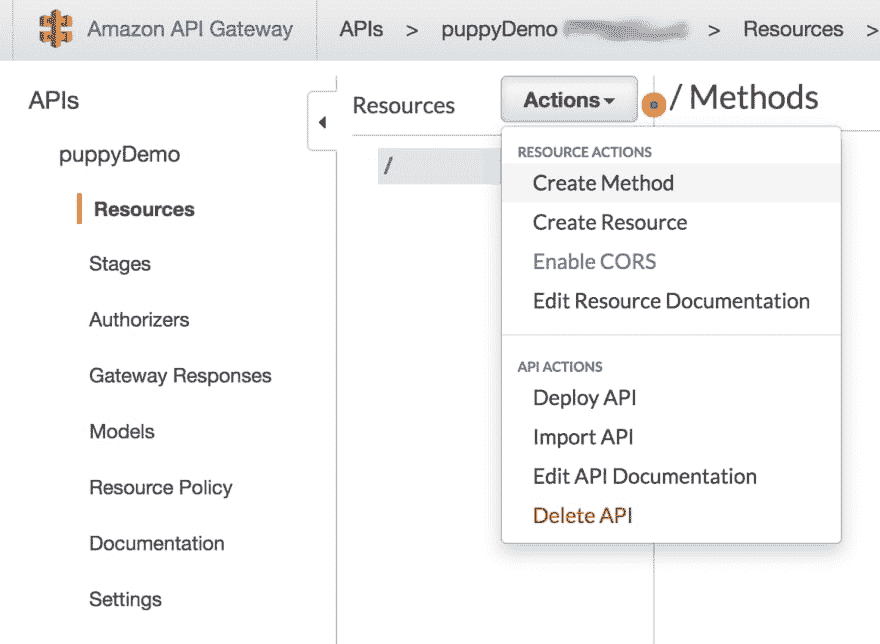 Amazon API Gateway APIs > puppyDemo > Resources >
APIs
puppyDemo
Resources
Stages
Authorizers
Gateway Responses
Models
Resource Policy
Documentation
Settings
Resources Actions / Methods
/
RESOURCE ACTIONS
Create Method
Create Resource
Enable CORS
Edit Resource Documentation
API ACTIONS
Deploy API
Import API
Edit API Documentation
Delete API